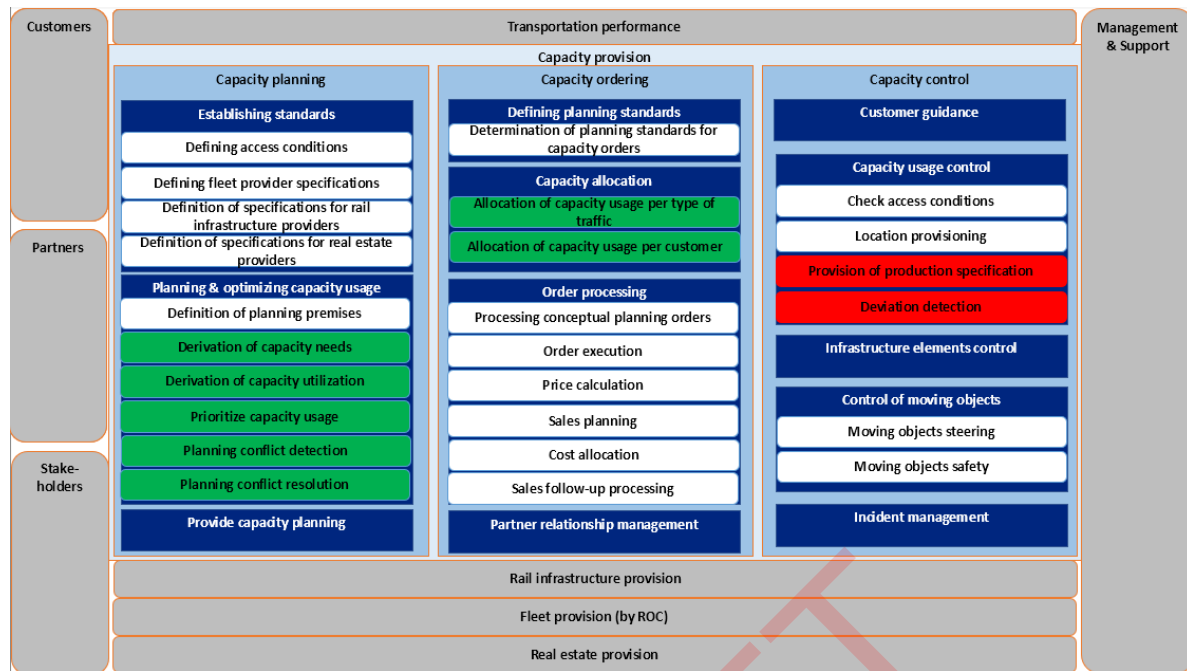 Customers
Partners
Stake-
holders
Transportation performance
Management
& Support
Capacity provision
Capacity planning
Establishing standards
Defining access conditions
Defining fleet provider specifications
Definition of specifications for rail
infrastructure providers
Definition of specifications for real estate
providers
Planning & optimizing capacity usage
Definition of planning premises
Derivation of capacity needs
Derivation of capacity utilization
Prioritize capacity usage
Planning conflict detection
Planning conflict resolution
Provide capacity planning
Capacity ordering
Defining planning standards
Determination of planning standards for
capacity orders
Capacity allocation
Allocation of capacity usage per type of
traffic
Allocation of capacity usage per customer
Order processing
Processing conceptual planning orders
Order execution
Price calculation
Sales planning
Cost allocation
Sales follow-up processing
Partner relationship management
Capacity control
Customer guidance
Capacity usage control
Check access conditions
Location provisioning
Provision of production specification
Deviation detection
Infrastructure elements control
Control of moving objects
Moving objects steering
Moving objects safety
Incident management
Rail infrastructure provision
Fleet provision (by ROC)
Real estate provision